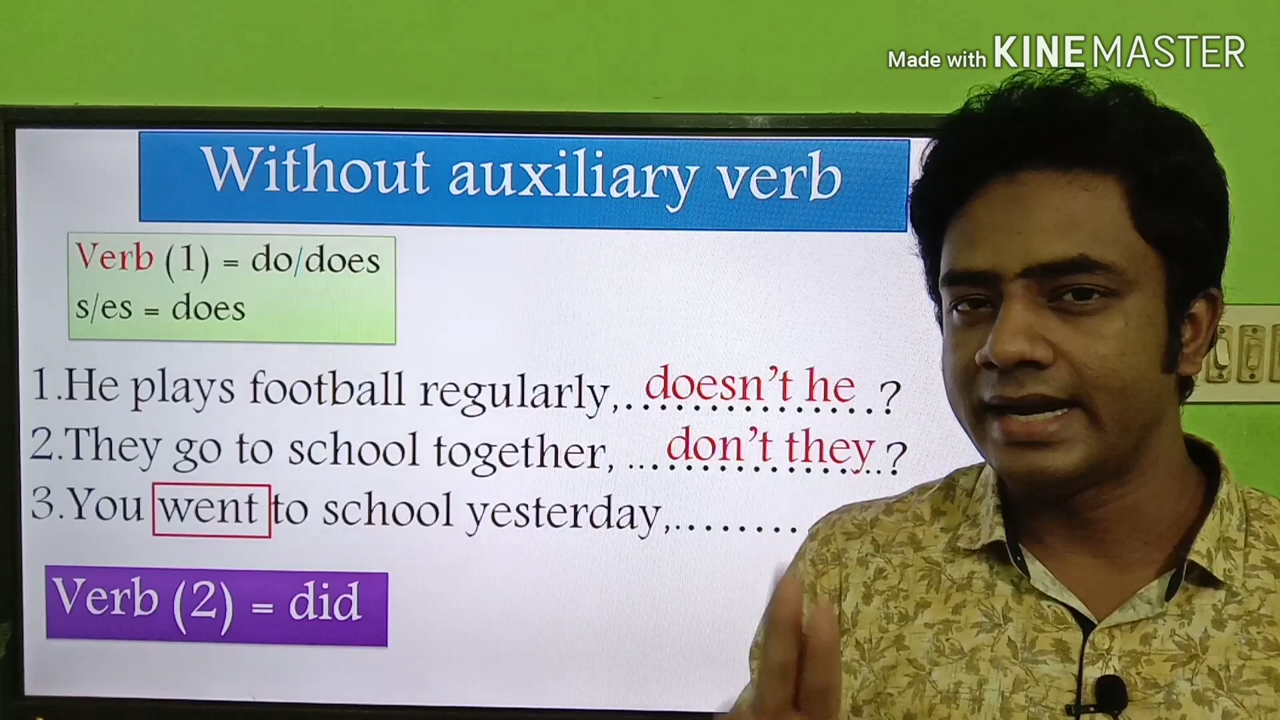 Made with KINEMASTER
Without auxiliary verb
Verb (1) = do/does
s/es = does
1.He plays football regularly,..doesn't he..?
2.They go to school together, ...don't they..?
3.You went to school yesterday,........
Verb (2) = did